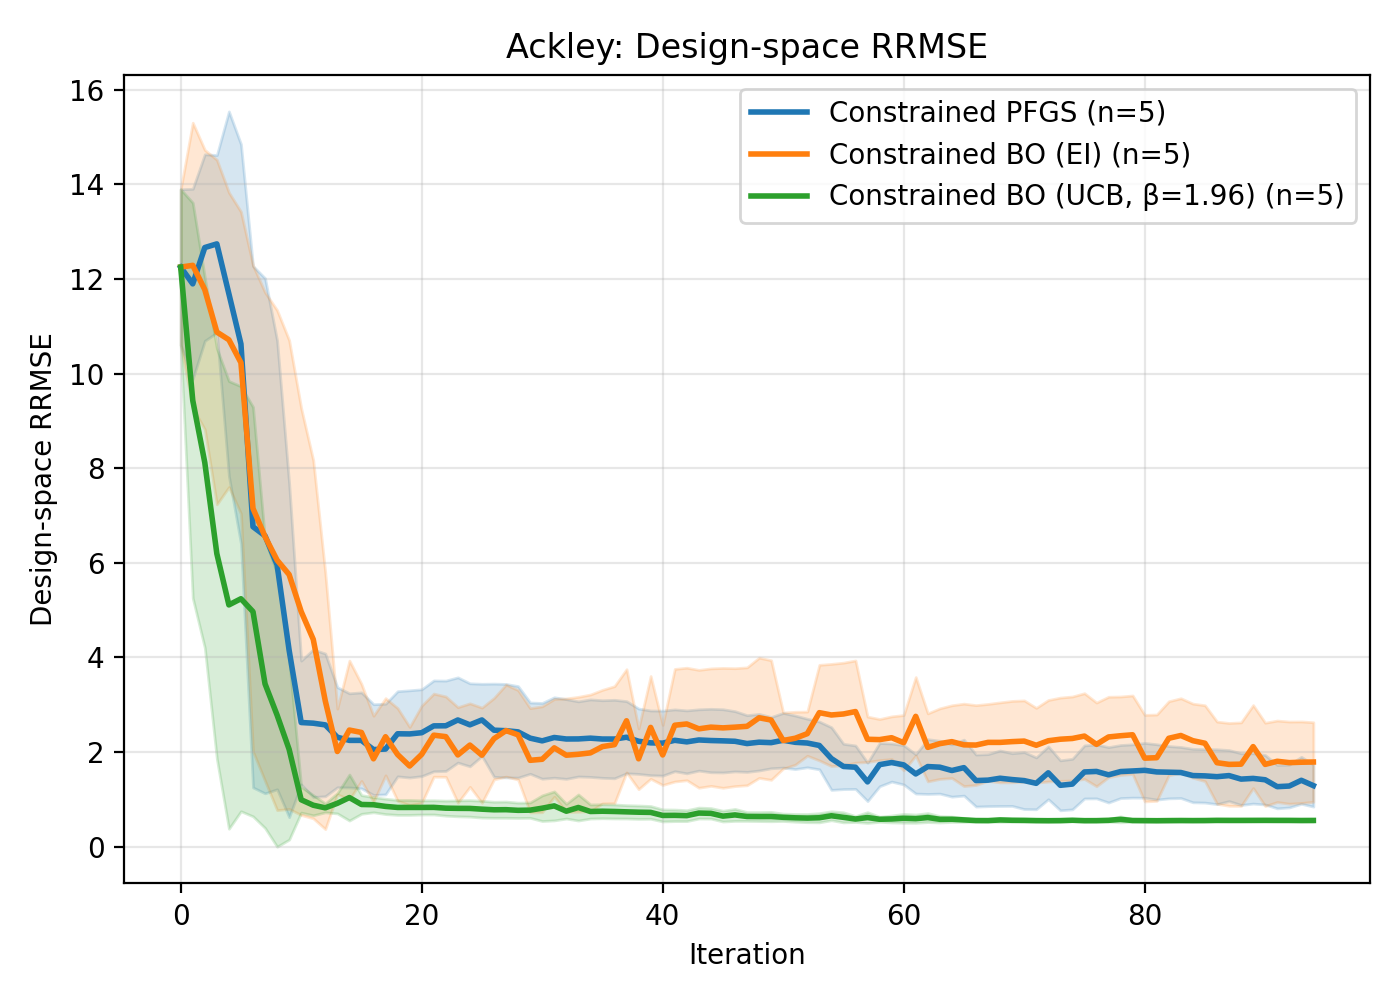 Ackley: Design-space RRMSE
Constrained PFGS (n=5)
Constrained BO (EI) (n=5)
Constrained BO (UCB, β=1.96) (n=5)
Design-space RRMSE
16
14
12
10
8
6
4
2
0
0 20 40 60 80
Iteration